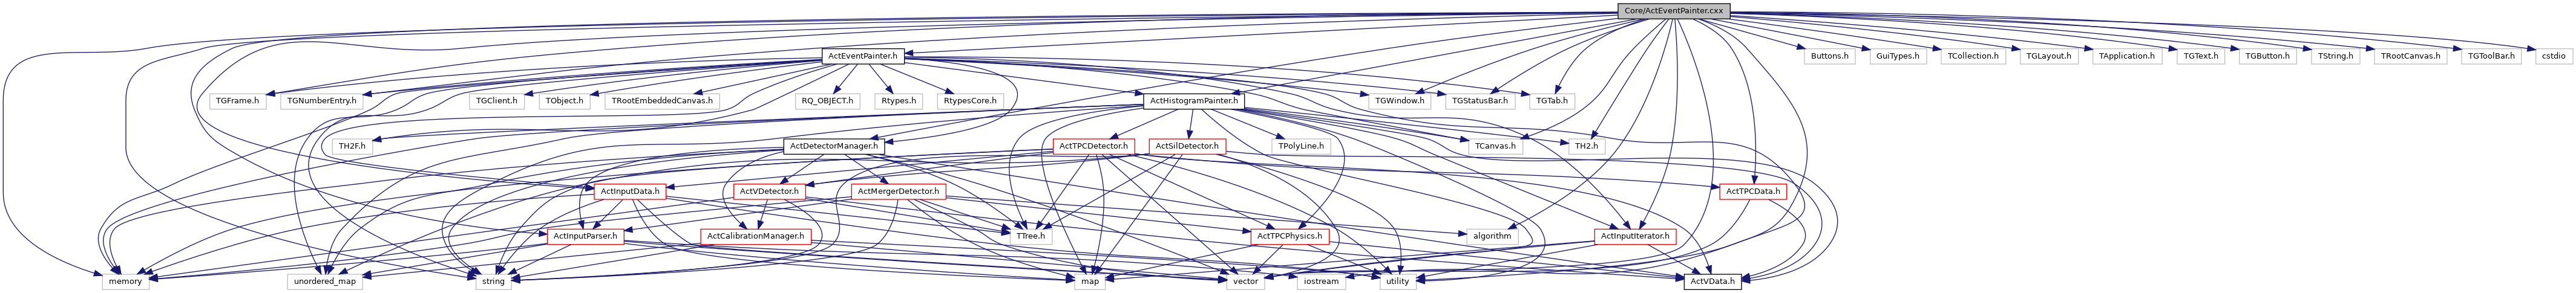 Core/ActEventPainter.cxx
ActEventPainter.h
Buttons.h
GuiTypes.h
TCollection.h
TGLayout.h
TApplication.h
TGText.h
TGButton.h
TString.h
TRootCanvas.h
TGToolBar.h
cstdio
TGFrame.h
TGNumberEntry.h
TGClient.h
TObject.h
TRootEmbeddedCanvas.h
RQ_OBJECT.h
Rtypes.h
RtypesCore.h
ActHistogramPainter.h
TGWindow.h
TGStatusBar.h
TGTab.h
TH2F.h
ActDetectorManager.h
ActTPCDetector.h
ActSilDetector.h
TPolyLine.h
TCanvas.h
TH2.h
ActInputData.h
ActVDetector.h
ActMergerDetector.h
ActTPCData.h
ActInputParser.h
ActCalibrationManager.h
TTree.h
ActTPCPhysics.h
algorithm
ActInputIterator.h
memory
unordered_map
string
map
vector
iostream
utility
ActVData.h